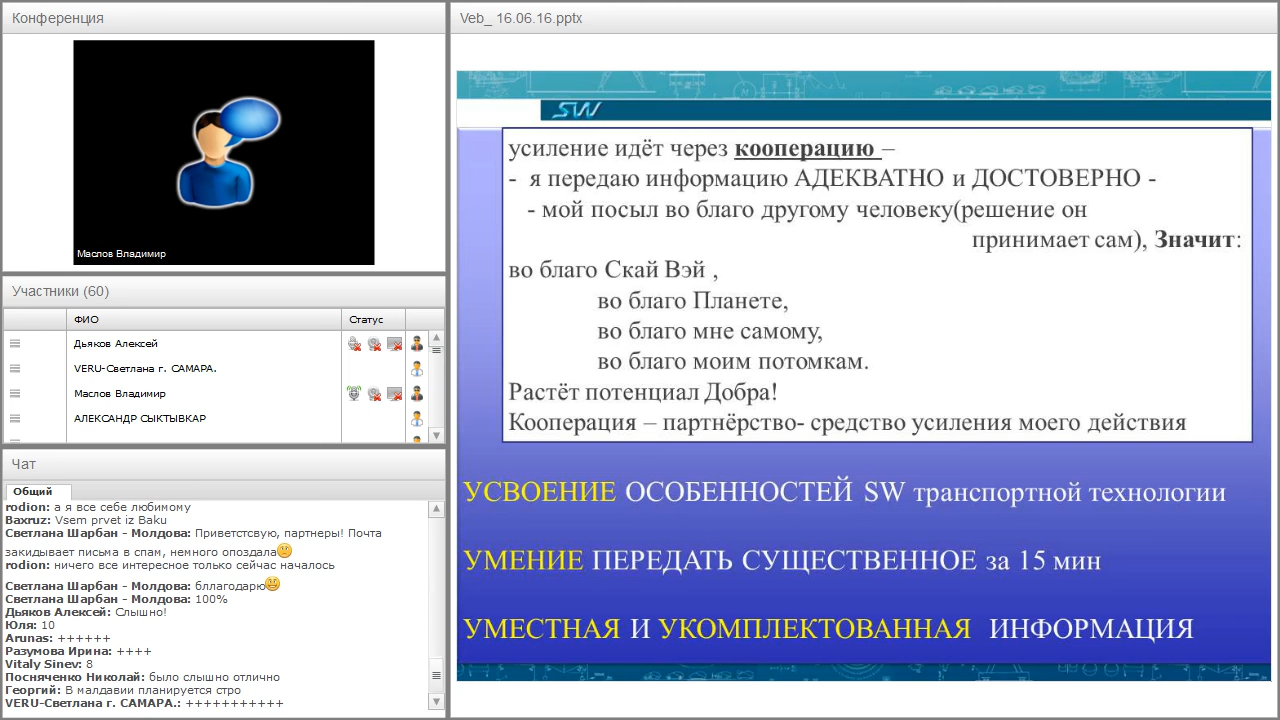 Конференция
Маслов Владимир
Участники (60)
ФИО
Статус
Дьяков Алексей
VERU-Светлана г. САМАРА.
Маслов Владимир
АЛЕКСАНДР СЫКТЫВКАР
Чат
Общий
rodion: а я все себе любимому
Baxruz: Vsem prvet iz Baku
Светлана Шарбан - Молдова: Приветстсвую, партнеры! Почта
закидывает письма в спам, немного опоздала
rodion: ничего все интересное только сейчас началось
Светлана Шарбан - Молдова: бллагодарю
Светлана Шарбан - Молдова: 100%
Дьяков Алексей: Слышно!
Юля: 10
Arunas: ++++++
Разумова Ирина: ++++
Vitaly Sinev: 8
Посняченко Николай: было слышно отлично
Георгий: В малдавии планируется стро
VERU-Светлана г. САМАРА.: +++++++++++
Veb_ 16.06.16.pptx
SW
усиление идёт через кооперацию –
- я передаю информацию АДЕКВАТНО и ДОСТОВЕРНО -
- мой посыл во благо другому человеку(решение он
принимает сам), Значит:
во благо Скай Вэй ,
во благо Планете,
во благо мне самому,
во благо моим потомкам.
Растёт потенциал Добра!
Кооперация – партнёрство- средство усиления моего действия
УСВОЕНИЕ ОСОБЕННОСТЕЙ SW транспортной технологии
УМЕНИЕ ПЕРЕДАТЬ СУЩЕСТВЕННОЕ за 15 мин
УМЕСТНАЯ И УКОМПЛЕКТОВАННАЯ ИНФОРМАЦИЯ